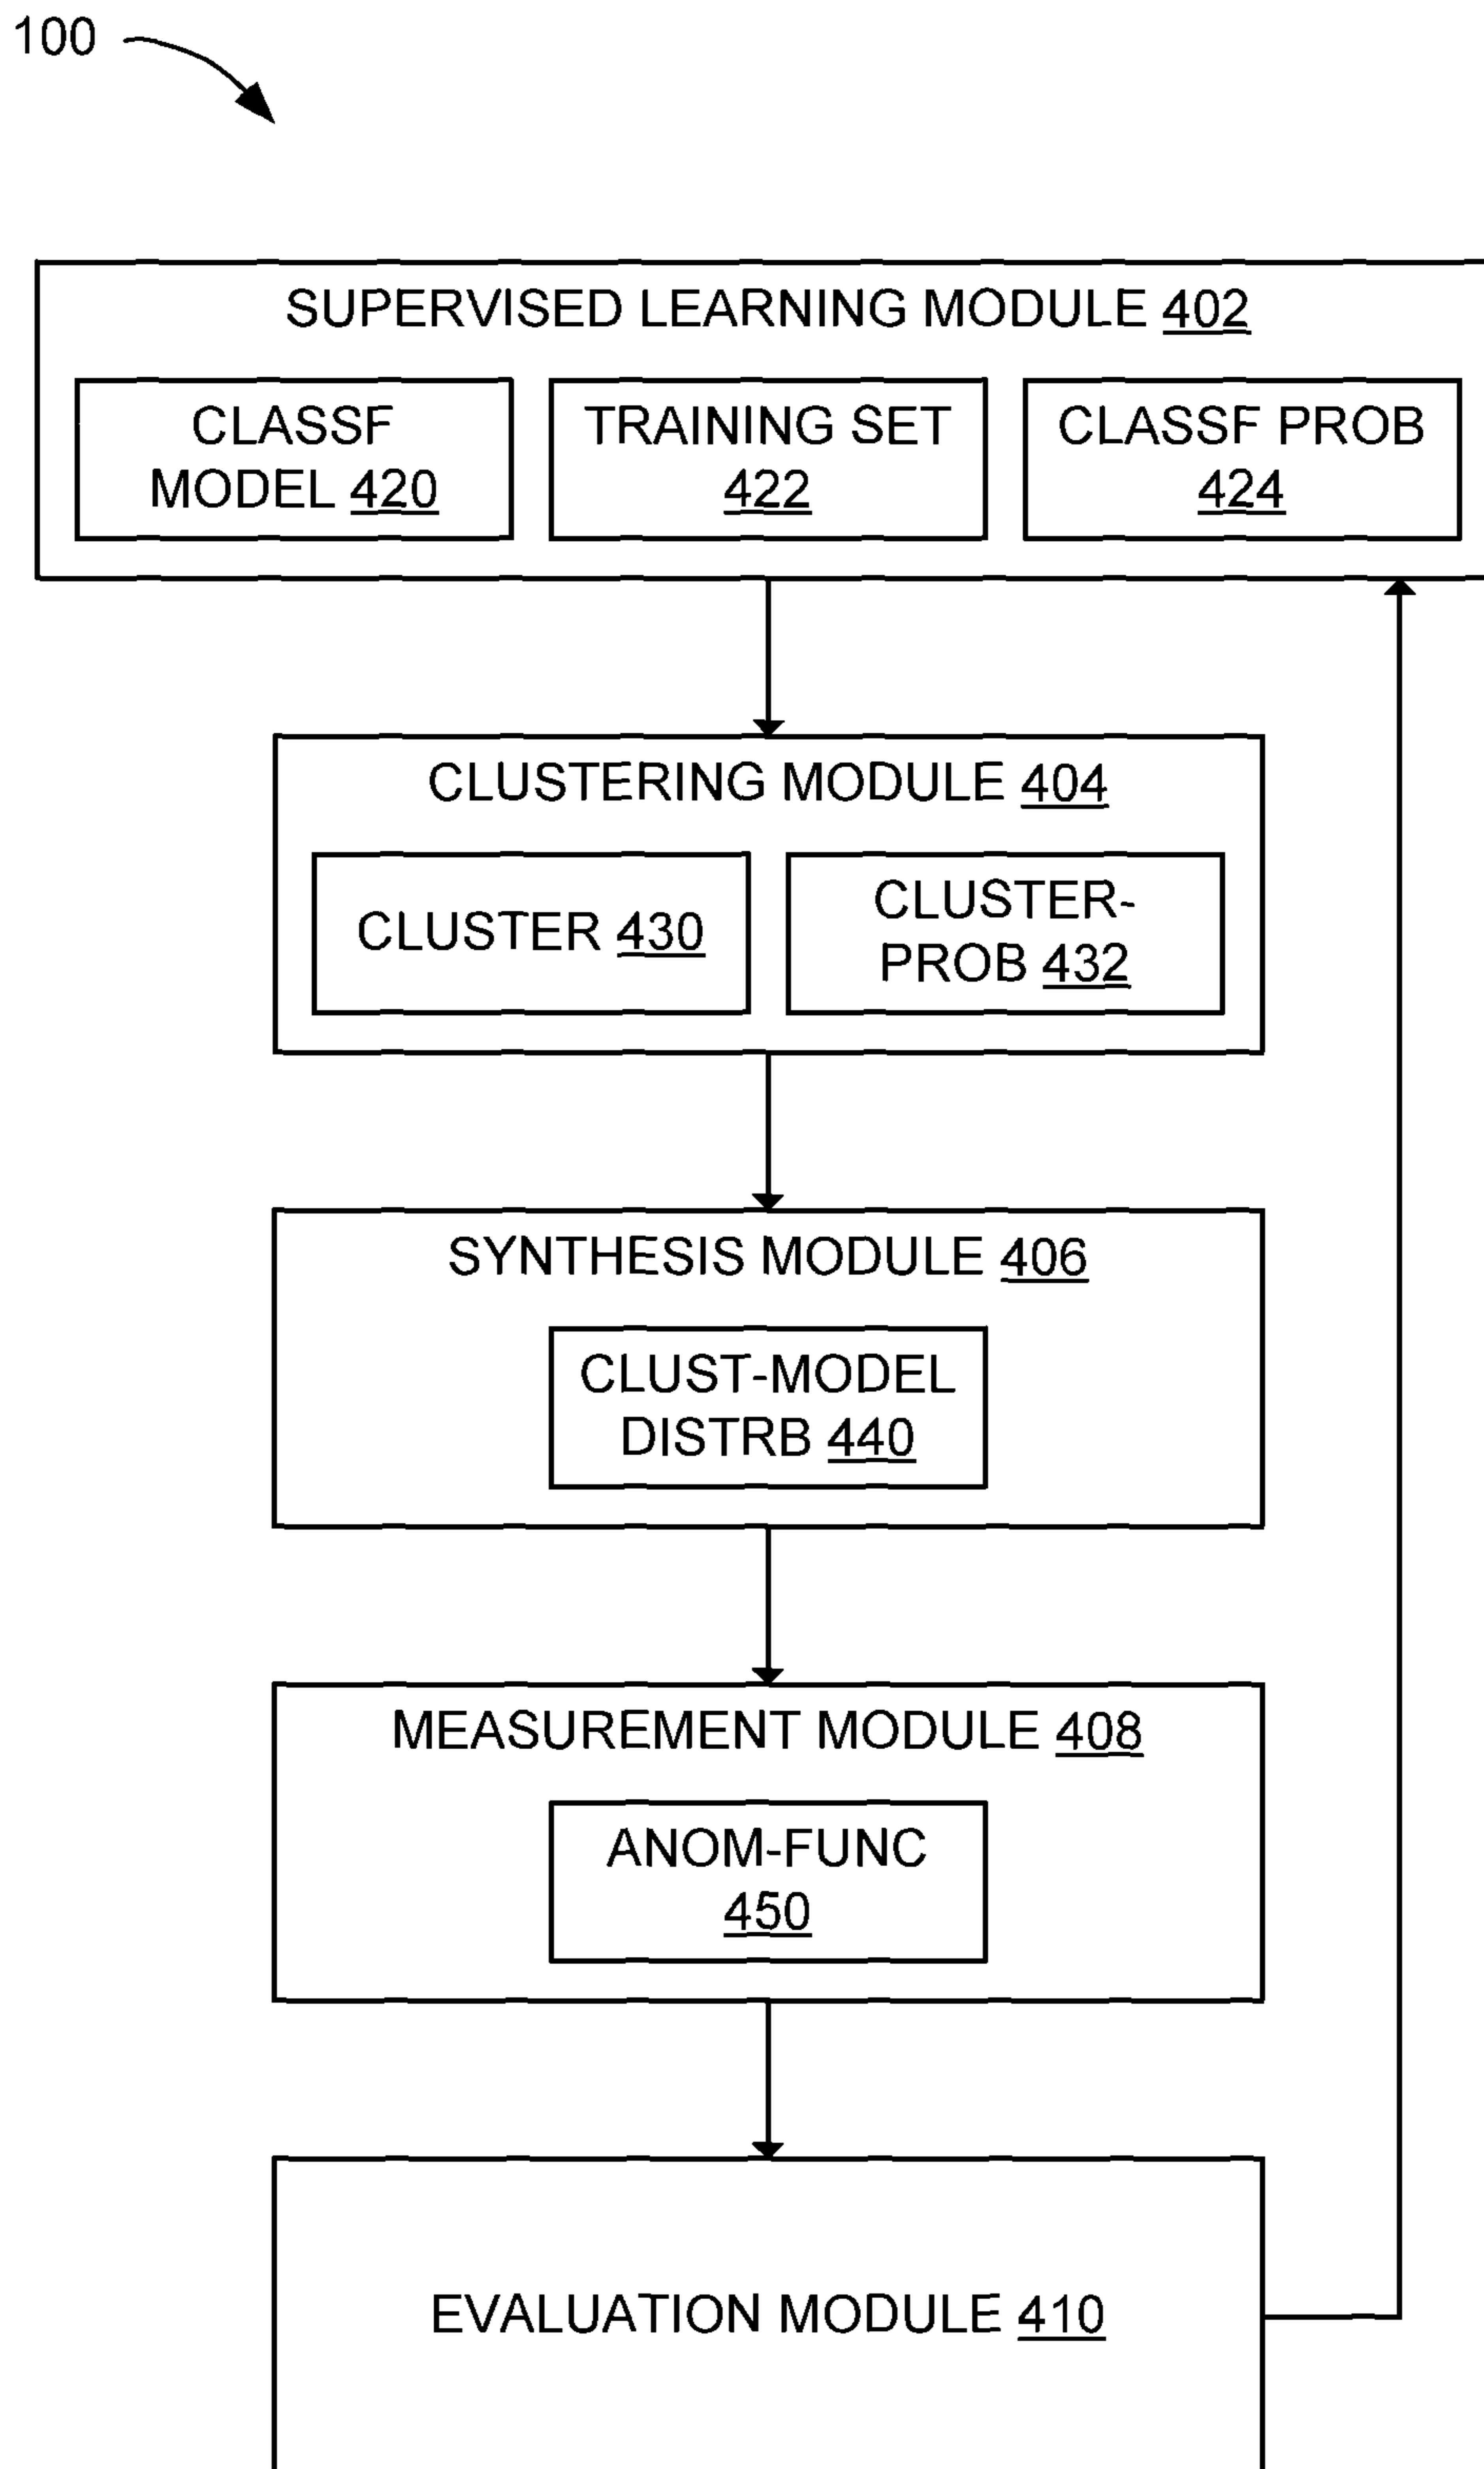 100
SUPERVISED LEARNING MODULE 402
CLASSF
MODEL 420
TRAINING SET
422
CLASSF PROB
424
CLUSTERING MODULE 404
CLUSTER 430
CLUSTER-
PROB 432
SYNTHESIS MODULE 406
CLUST-MODEL
DISTRB 440
MEASUREMENT MODULE 408
ANOM-FUNC
450
EVALUATION MODULE 410